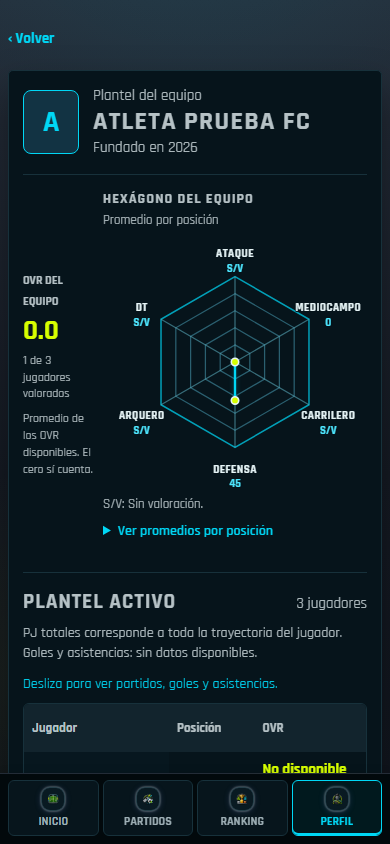 ‹ Volver
A
Plantel del equipo
ATLETA PRUEBA FC
Fundado en 2026
HEXÁGONO DEL EQUIPO
Promedio por posición
OVR DEL
EQUIPO
0.0
1 de 3
jugadores
valorados
Promedio de
los OVR
disponibles. El
cero sí cuenta.
ATAQUE
S/V
DT
S/V
MEDIOCAMPO
0
ARQUERO
S/V
CARRILERO
S/V
DEFENSA
45
S/V: Sin valoración.
▶ Ver promedios por posición
PLANTEL ACTIVO
3 jugadores
PJ totales corresponde a toda la trayectoria del jugador.
Goles y asistencias: sin datos disponibles.
Desliza para ver partidos, goles y asistencias.
Jugador Posición OVR
No disponible
INICIO PARTIDOS RANKING PERFIL